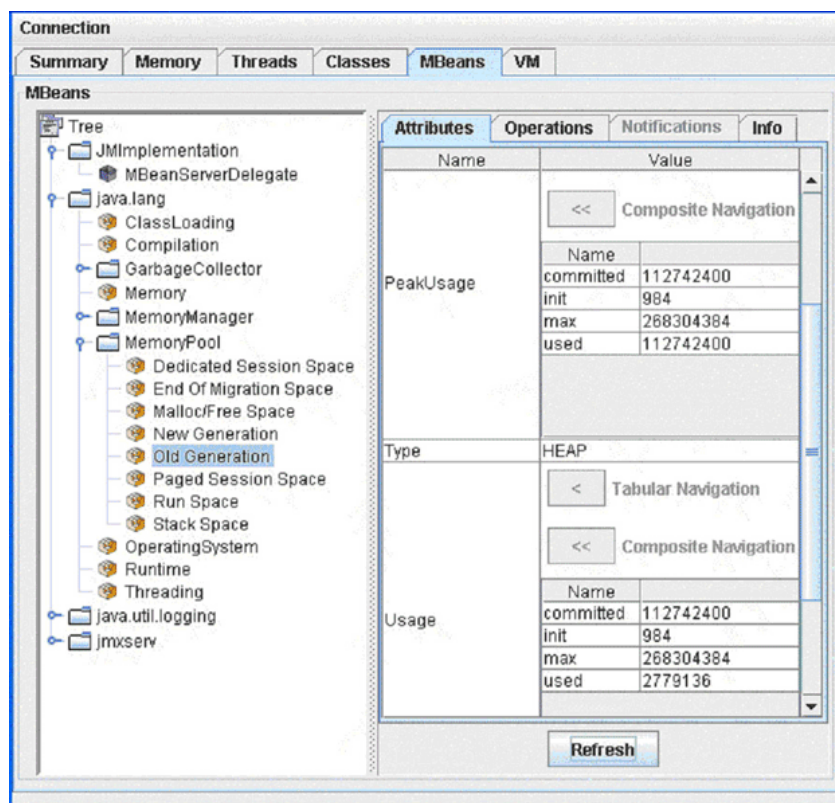 Connection
Summary Memory Threads Classes MBeans VM
MBeans
Tree
JMImplementation
MBeanServerDelegate
java.lang
ClassLoading
Compilation
GarbageCollector
Memory
MemoryManager
MemoryPool
Dedicated Session Space
End Of Migration Space
Malloc/Free Space
New Generation
Old Generation
Paged Session Space
Run Space
Stack Space
OperatingSystem
Runtime
Threading
java.util.logging
jmxserv
Attributes Operations Notifications Info
Name Value
PeakUsage
<< Composite Navigation
Name
committed 112742400
init 984
max 268304384
used 112742400
Type HEAP
Usage
< Tabular Navigation
<< Composite Navigation
Name
committed 112742400
init 984
max 268304384
used 2779136
Refresh